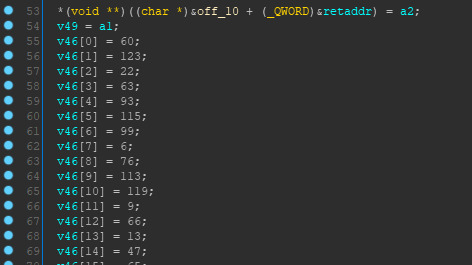 53 *(void **)((char *)&off_10 + (_QWORD)&retaddr) = a2;
54 v49 = a1;
55 v46[0] = 60;
56 v46[1] = 123;
57 v46[2] = 22;
58 v46[3] = 63;
59 v46[4] = 93;
60 v46[5] = 115;
61 v46[6] = 99;
62 v46[7] = 6;
63 v46[8] = 76;
64 v46[9] = 113;
65 v46[10] = 119;
66 v46[11] = 9;
67 v46[12] = 66;
68 v46[13] = 13;
69 v46[14] = 47;